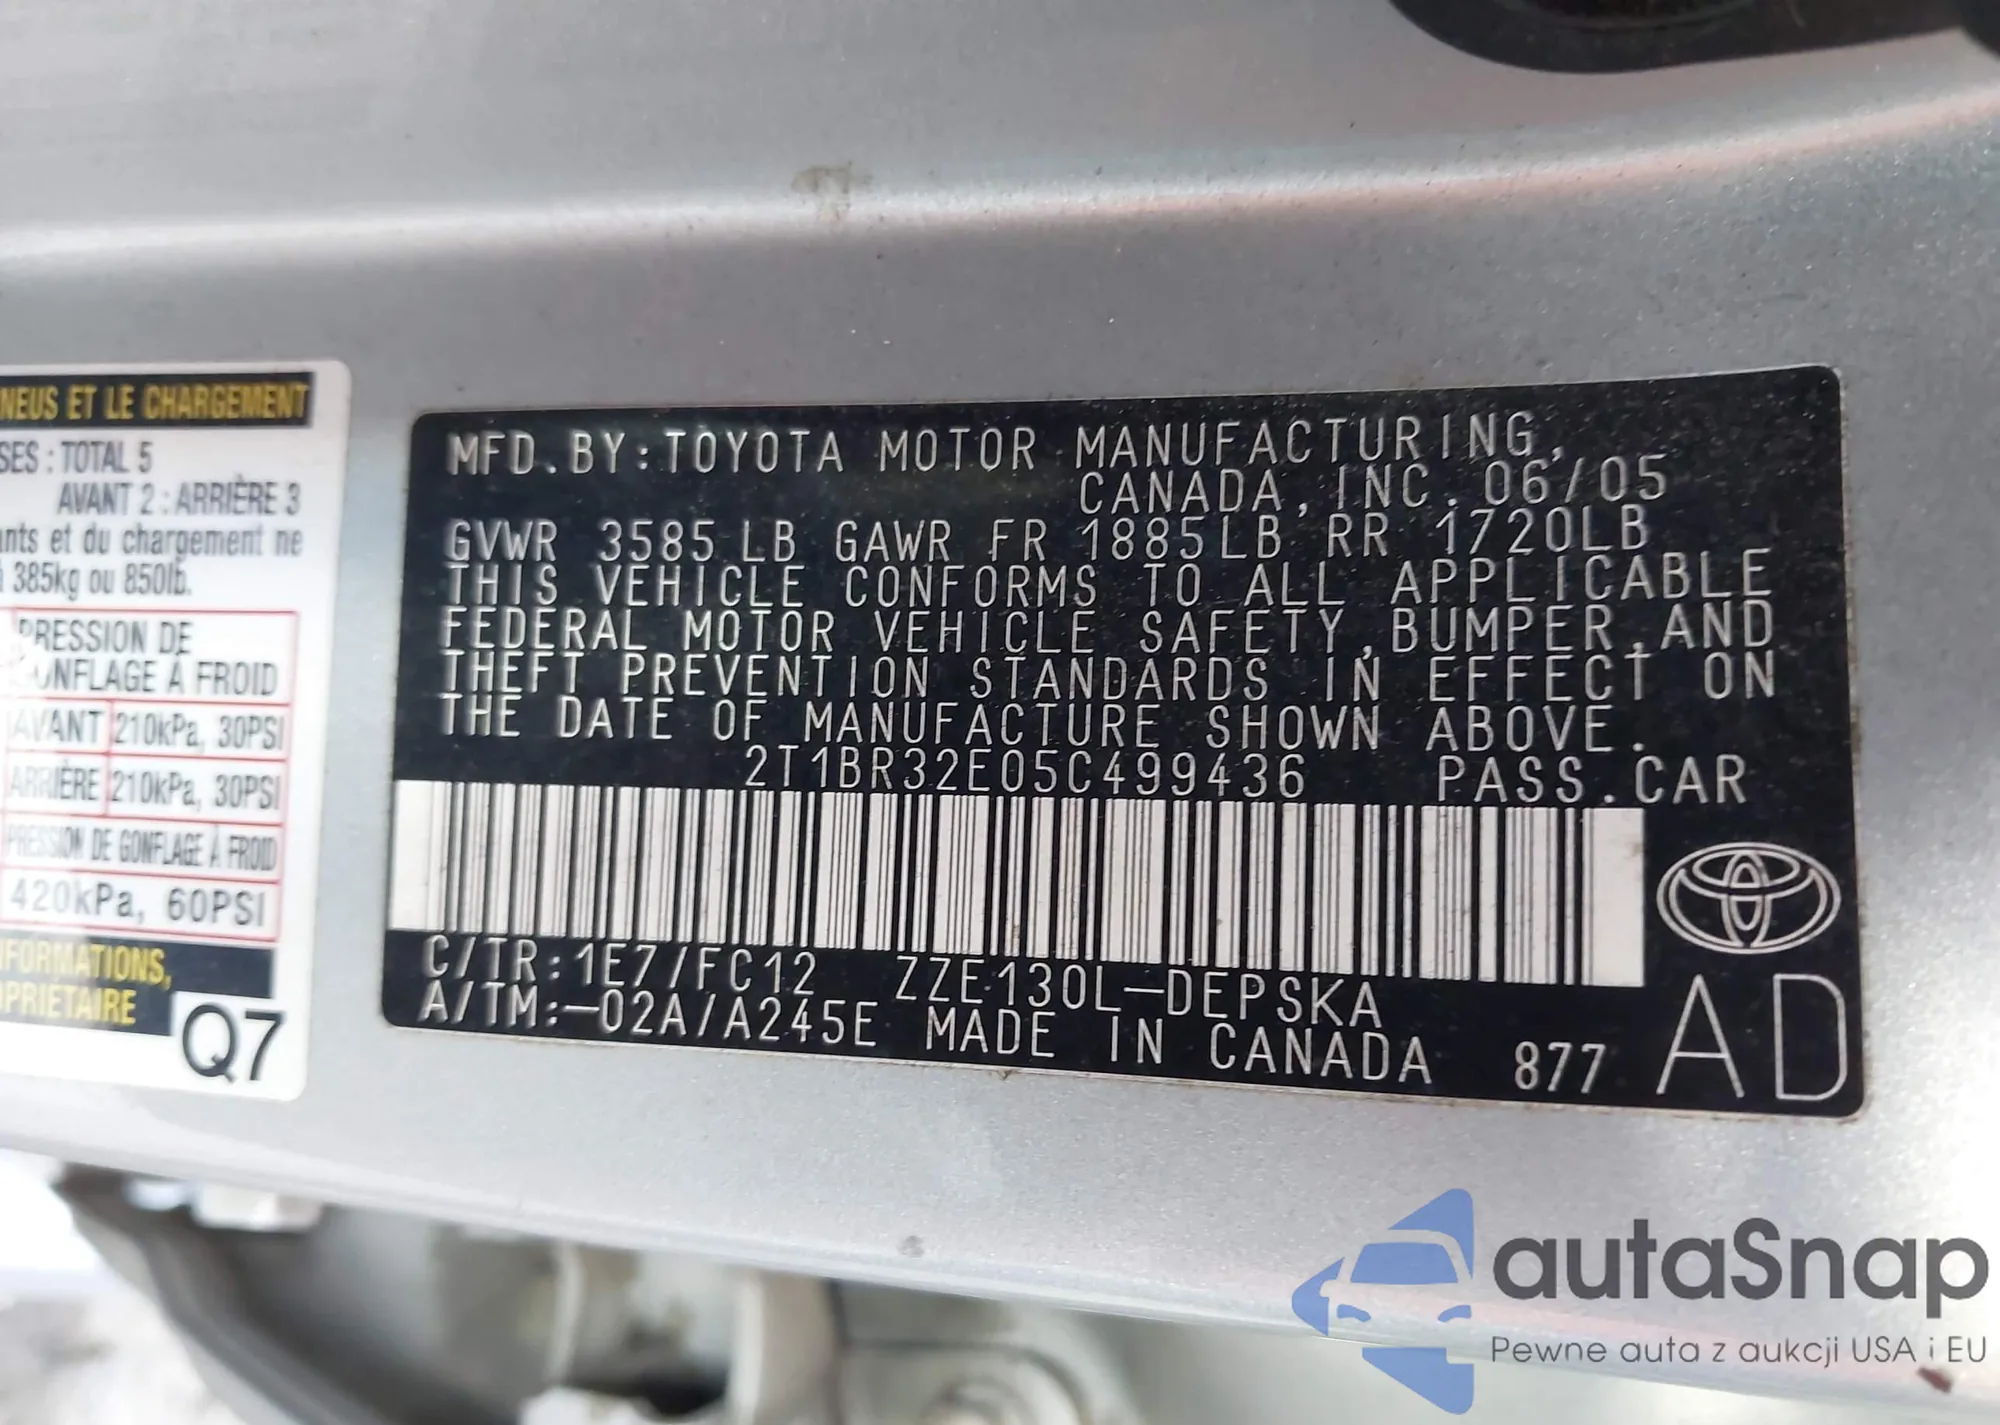 NEUS ET LE CHARGEMENT
SES : TOTAL 5
AVANT 2 : ARRIÈRE 3
ants et du chargement ne
à 385kg ou 850lb.
PRESSION DE
GONFLAGE À FROID
AVANT 210kPa, 30PSI
ARRIÈRE 210kPa, 30PSI
PRESSION DE GONFLAGE À FROID
420kPa, 60PSI
NFORMATIONS,
OPRIÉTAIRE
Q7
MFD.BY:TOYOTA MOTOR MANUFACTURING,
CANADA, INC. 06/05
GVWR 3585 LB GAWR FR 1885LB RR 1720LB
THIS VEHICLE CONFORMS TO ALL APPLICABLE
FEDERAL MOTOR VEHICLE SAFETY,BUMPER,AND
THEFT PREVENTION STANDARDS IN EFFECT ON
THE DATE OF MANUFACTURE SHOWN ABOVE.
2T1BR32E05C499436 PASS.CAR
C/TR:1E7/FC12 ZZE130L-DEPSKA
A/TM:-02A/A245E MADE IN CANADA 877
AD
autaSnap
Pewne auta z aukcji USA i EU